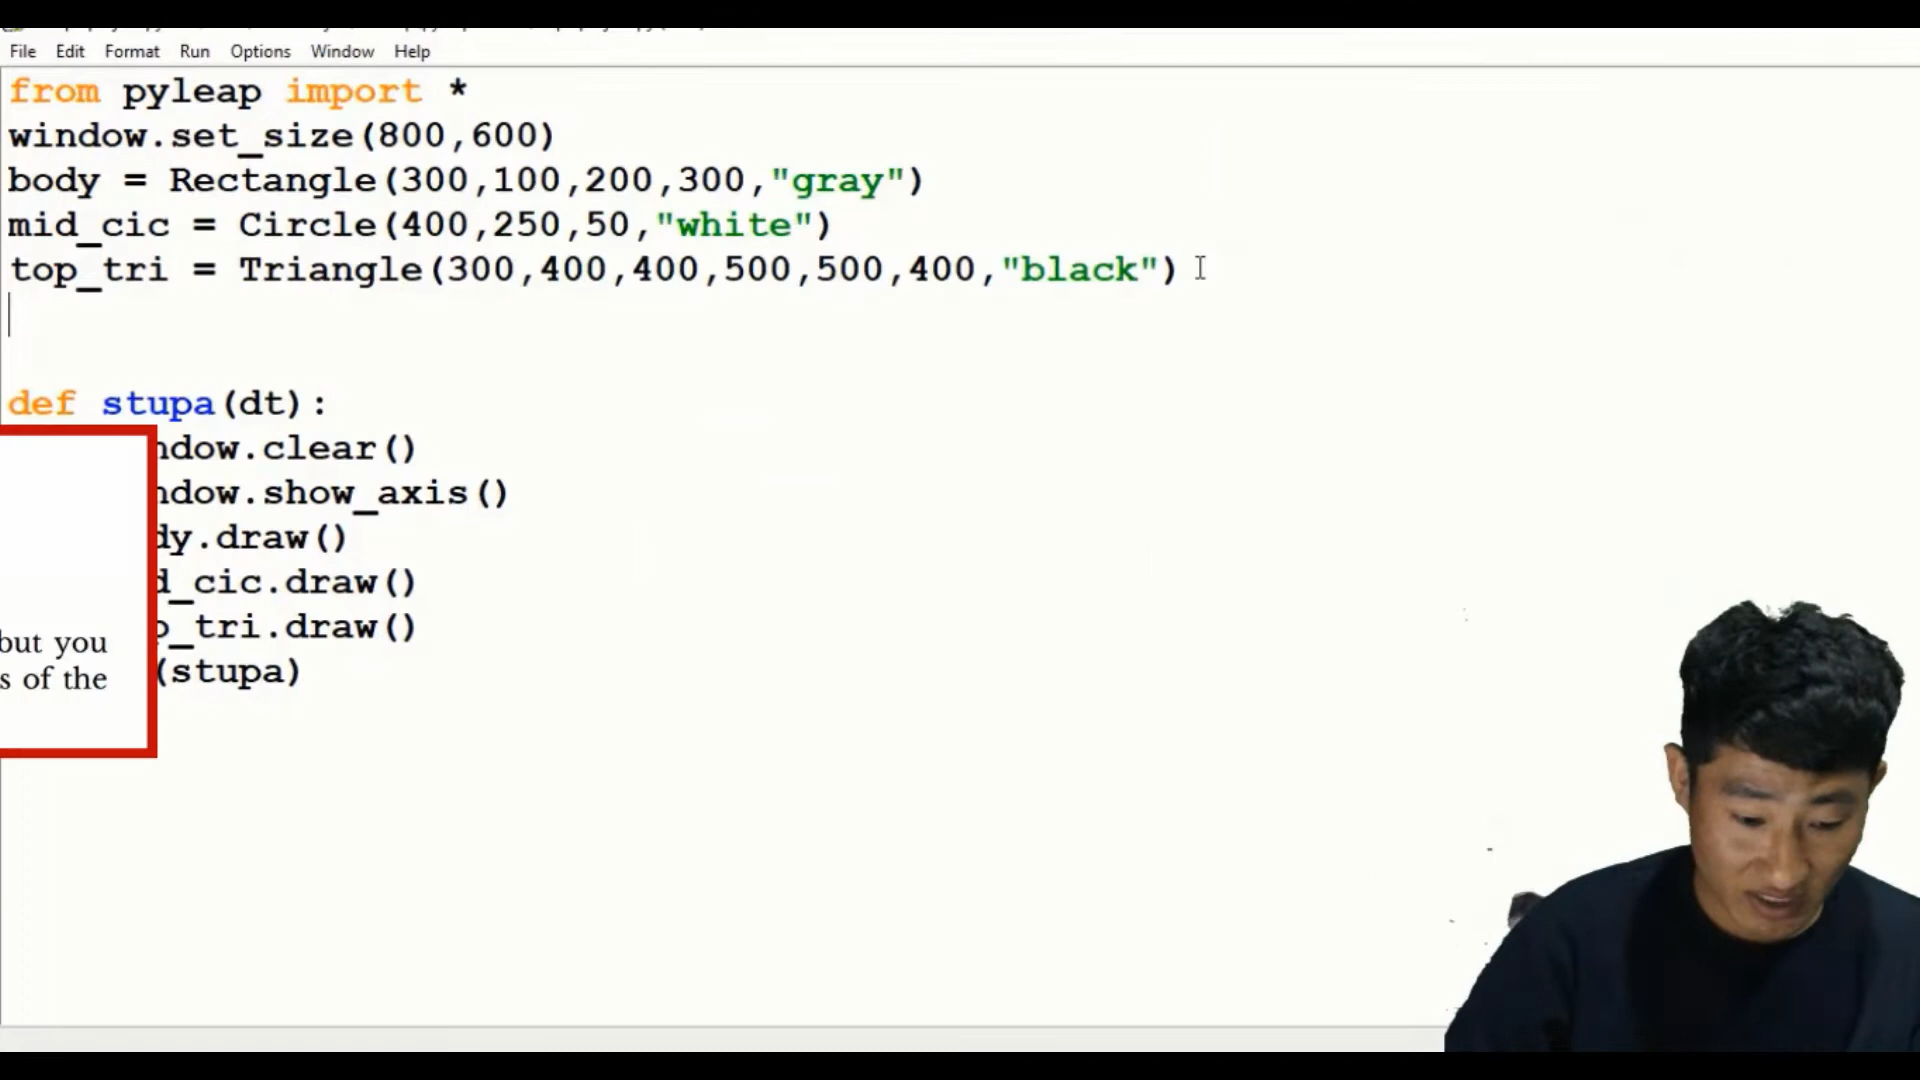 File Edit Format Run Options Window Help
from pyleap import *
window.set_size(800,600)
body = Rectangle(300,100,200,300,"gray")
mid_cic = Circle(400,250,50,"white")
top_tri = Triangle(300,400,400,500,500,400,"black")
def stupa(dt):
ndow.clear()
ndow.show_axis()
dy.draw()
d_cic.draw()
_tri.draw()
(stupa)
but you
s of the